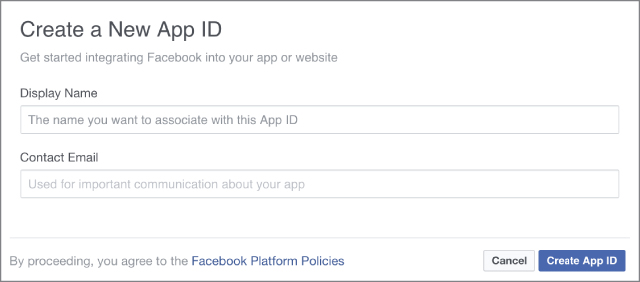 Create a New App ID
Get started integrating Facebook into your app or website
Display Name
The name you want to associate with this App ID
Contact Email
Used for important communication about your app
By proceeding, you agree to the Facebook Platform Policies
Cancel
Create App ID